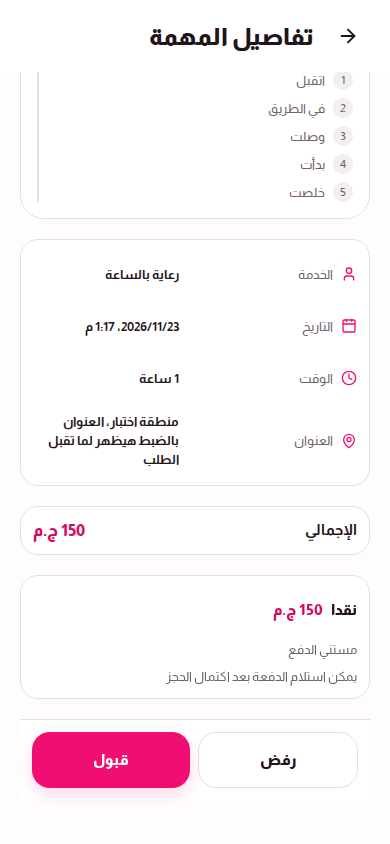 تفاصيل المهمة
1 اتقبل
2 في الطريق
3 وصلت
4 بدأت
5 خلصت
الخدمة رعاية بالساعة
التاريخ 2026/11/23، 1:17 م
الوقت 1 ساعة
العنوان منطقة اختبار، العنوان
بالضبط هيظهر لما تقبل
الطلب
الإجمالي 150 ج.م
نقدا 150 ج.م
مستني الدفع
يمكن استلام الدفعة بعد اكتمال الحجز
رفض قبول